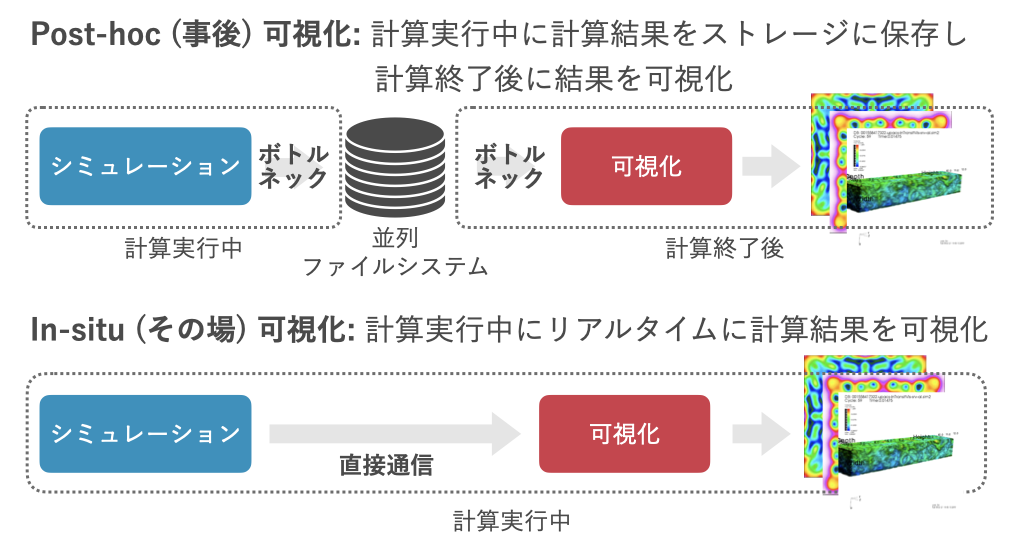 Post-hoc (事後) 可視化: 計算実行中に計算結果をストレージに保存し
計算終了後に結果を可視化
シミュレーション
ボトル
ネック
ボトル
ネック
可視化
計算実行中
並列
ファイルシステム
計算終了後
In-situ (その場) 可視化: 計算実行中にリアルタイムに計算結果を可視化
シミュレーション
直接通信
可視化
計算実行中